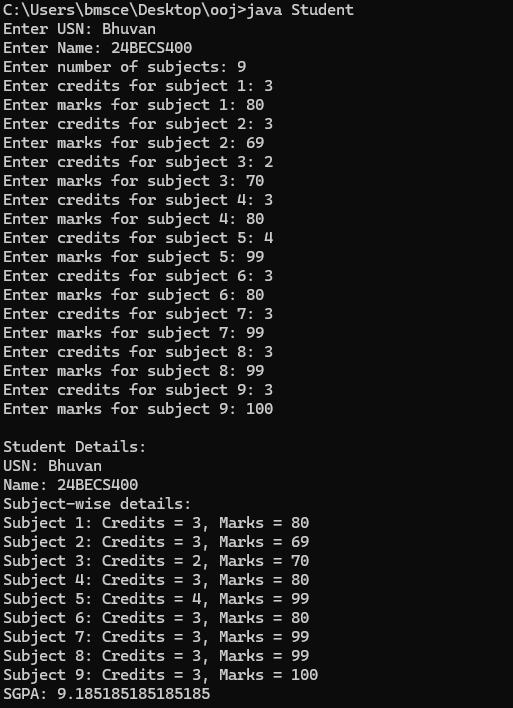 C:\Users\bmsce\Desktop\ooj>java Student
Enter USN: Bhuvan
Enter Name: 24BECS400
Enter number of subjects: 9
Enter credits for subject 1: 3
Enter marks for subject 1: 80
Enter credits for subject 2: 3
Enter marks for subject 2: 69
Enter credits for subject 3: 2
Enter marks for subject 3: 70
Enter credits for subject 4: 3
Enter marks for subject 4: 80
Enter credits for subject 5: 4
Enter marks for subject 5: 99
Enter credits for subject 6: 3
Enter marks for subject 6: 80
Enter credits for subject 7: 3
Enter marks for subject 7: 99
Enter credits for subject 8: 3
Enter marks for subject 8: 99
Enter credits for subject 9: 3
Enter marks for subject 9: 100

Student Details:
USN: Bhuvan
Name: 24BECS400
Subject-wise details:
Subject 1: Credits = 3, Marks = 80
Subject 2: Credits = 3, Marks = 69
Subject 3: Credits = 2, Marks = 70
Subject 4: Credits = 3, Marks = 80
Subject 5: Credits = 4, Marks = 99
Subject 6: Credits = 3, Marks = 80
Subject 7: Credits = 3, Marks = 99
Subject 8: Credits = 3, Marks = 99
Subject 9: Credits = 3, Marks = 100
SGPA: 9.185185185185185